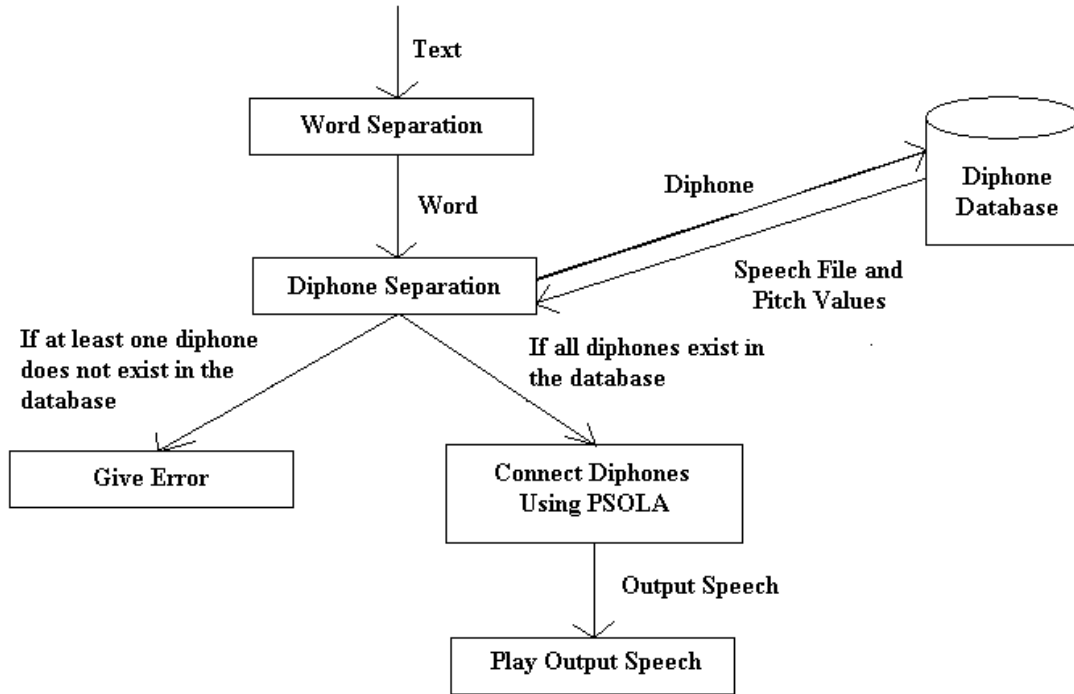 Text
Word Separation
Word
Diphone
Diphone
Database
Diphone Separation
Speech File and
Pitch Values
If at least one diphone
does not exist in the
database
If all diphones exist in
the database
Give Error
Connect Diphones
Using PSOLA
Output Speech
Play Output Speech